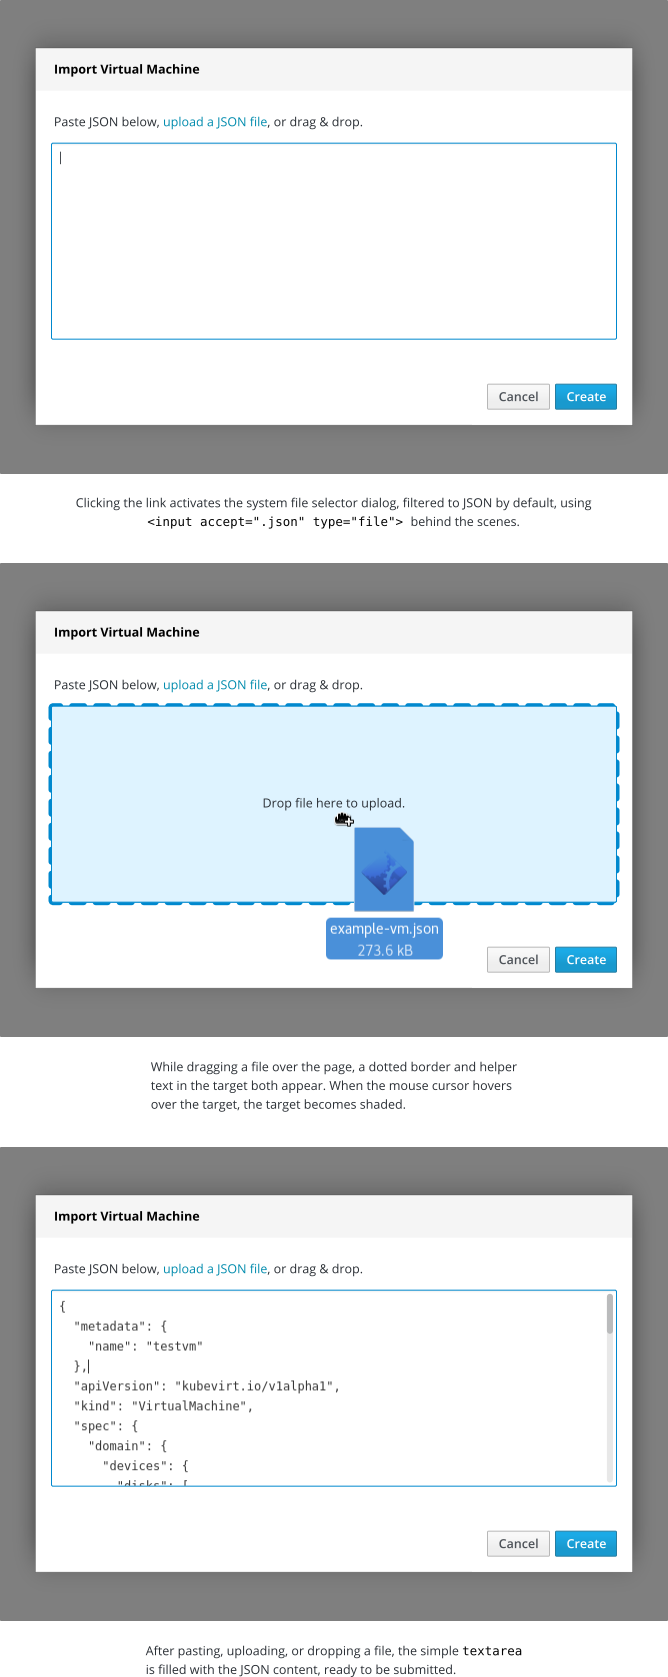 Import Virtual Machine
Paste JSON below, upload a JSON file, or drag & drop.
Cancel
Create
Clicking the link activates the system file selector dialog, filtered to JSON by default, using
<input accept=".json" type="file"> behind the scenes.
Import Virtual Machine
Paste JSON below, upload a JSON file, or drag & drop.
Drop file here to upload.
example-vm.json
273.6 kB
Cancel
Create
While dragging a file over the page, a dotted border and helper
text in the target both appear. When the mouse cursor hovers
over the target, the target becomes shaded.
Import Virtual Machine
Paste JSON below, upload a JSON file, or drag & drop.
{
  "metadata": {
    "name": "testvm"
  },
  "apiVersion": "kubevirt.io/v1alpha1",
  "kind": "VirtualMachine",
  "spec": {
    "domain": {
      "devices": {
        "disks": [
Cancel
Create
After pasting, uploading, or dropping a file, the simple textarea
is filled with the JSON content, ready to be submitted.